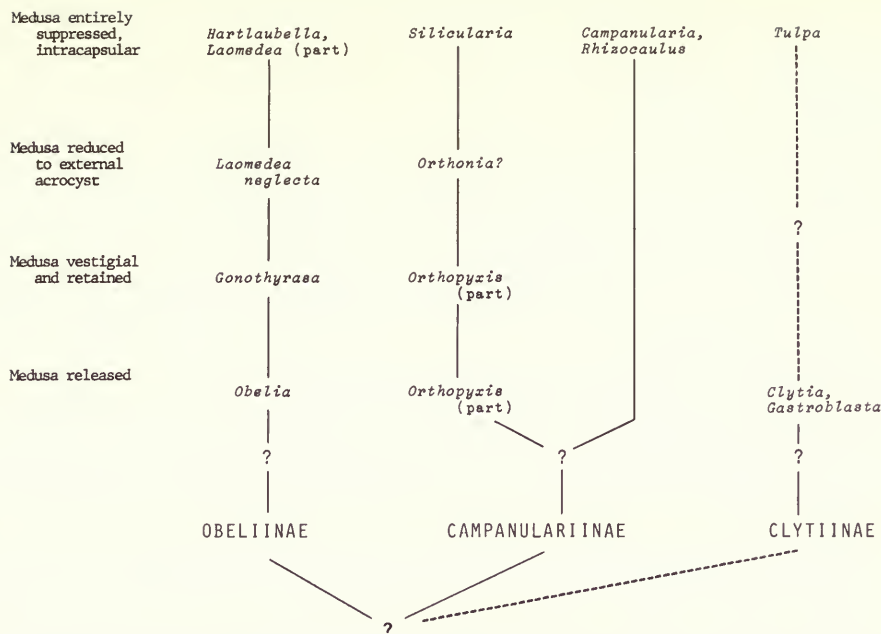 Medusa entirely
suppressed,
intracapsular
Hartlaubella,
Laomedea (part)
Silicularia
Campanularia,
Rhizocaulus
Tulpa
Medusa reduced
to external
acrocyst
Laomedea
neglecta
Orthonia?
?
Medusa vestigial
and retained
Gonothyraea
Orthopyxis
(part)
Medusa released
Obelia
Orthopyxis
(part)
Clytia,
Gastroblasta
?
?
?
OBELIINAE
CAMPANULARIINAE
CLYTIINAE
?